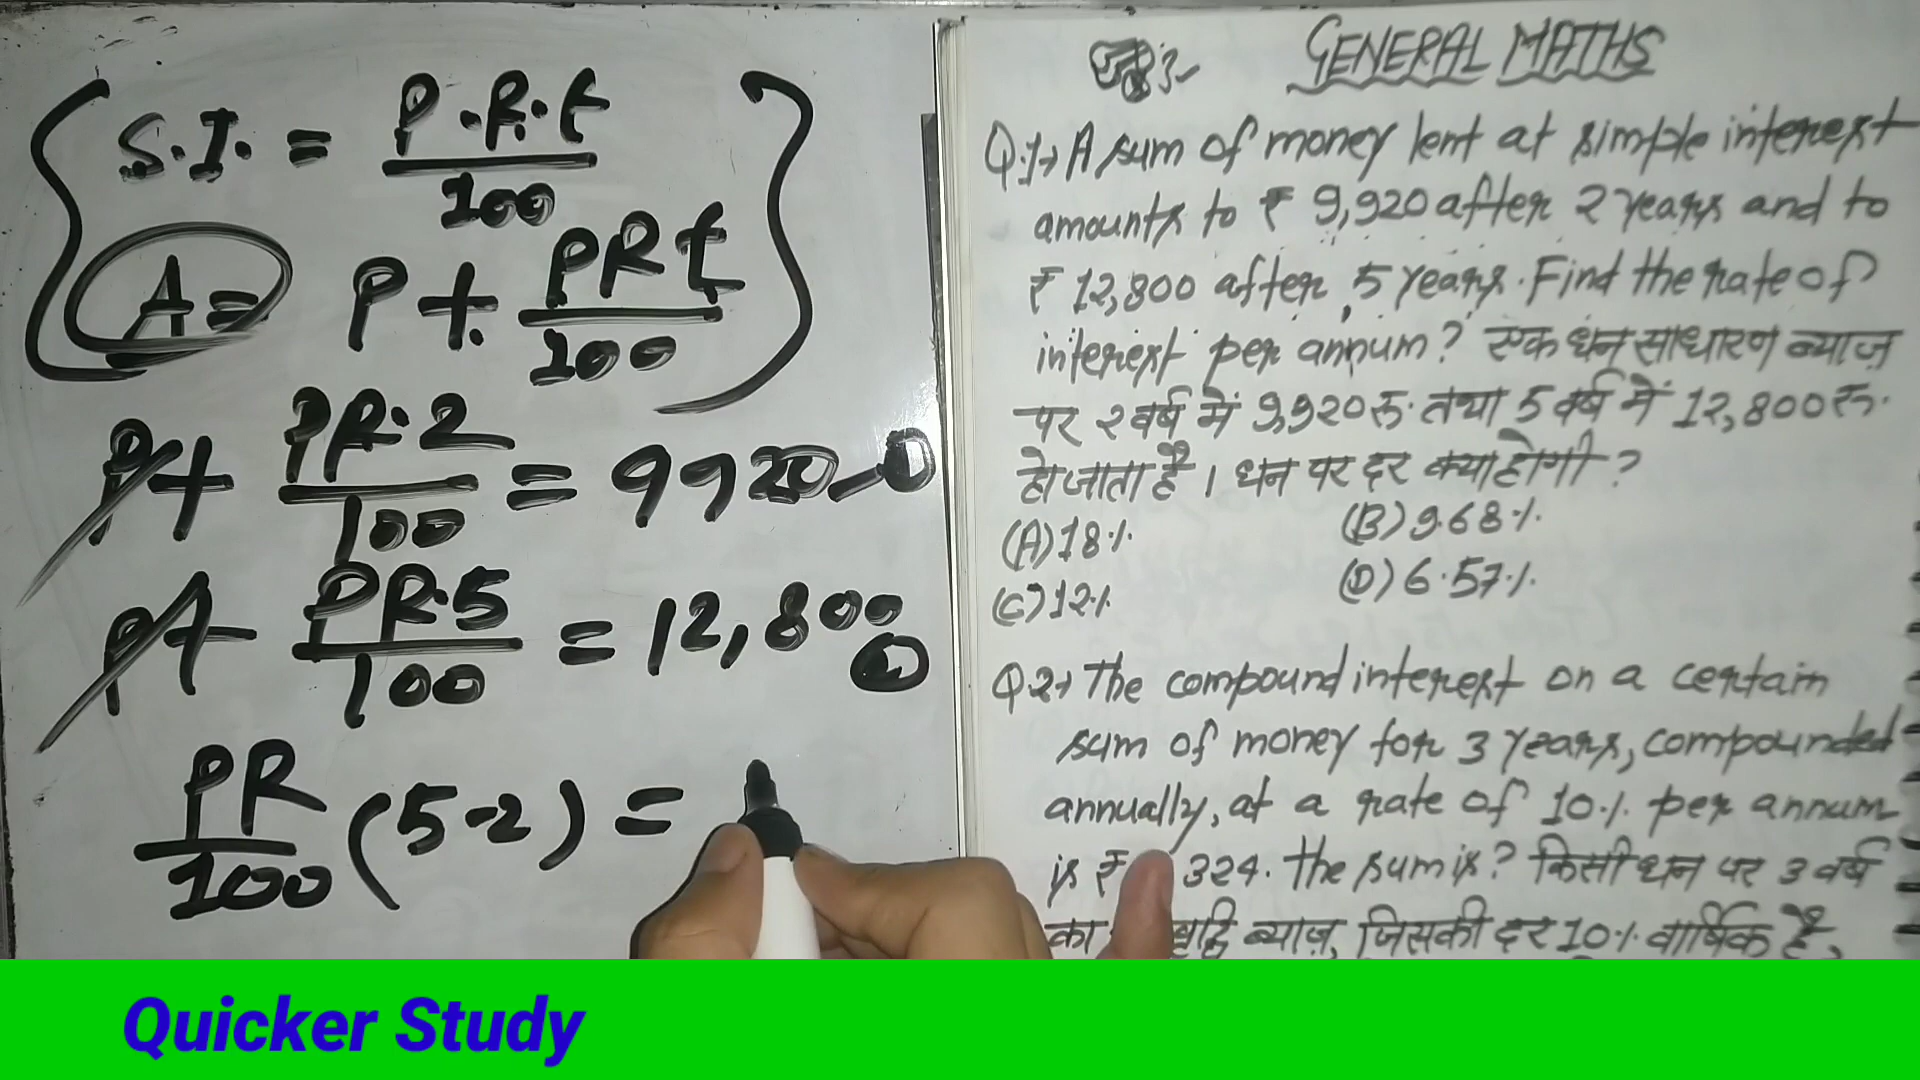 S.I. = P.R.t
100
A = P + PRt
100
P + PR.2 = 9920 - ①
100
P + PR.5 = 12,800 ②
100
PR (5-2) =
100
GENERAL MATHS
Q.1→ A sum of money lent at simple interest
amounts to ₹ 9,920 after 2 years and to
₹ 12,800 after 5 years. Find the rate of
interest per annum? एक धन साधारण ब्याज़
पर २ वर्ष में 9,920 रु. तथा 5 वर्ष में 12,800 रु.
हो जाता है । धन पर दर क्या होगी ?
(A) 18% (B) 9.68%
(C) 12% (D) 6.57%
Q.2→ The compound interest on a certain
sum of money for 3 years, compounded
annually, at a rate of 10% per annum
is ₹ 324. The sum is? किसी धन पर 3 वर्ष
का ब्याज़, जिसकी दर 10% वार्षिक है,
Quicker Study